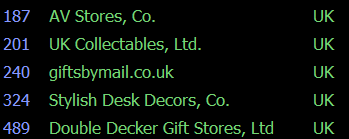 187 AV Stores, Co. UK
201 UK Collectables, Ltd. UK
240 giftsbymail.co.uk UK
324 Stylish Desk Decors, Co. UK
489 Double Decker Gift Stores, Ltd UK